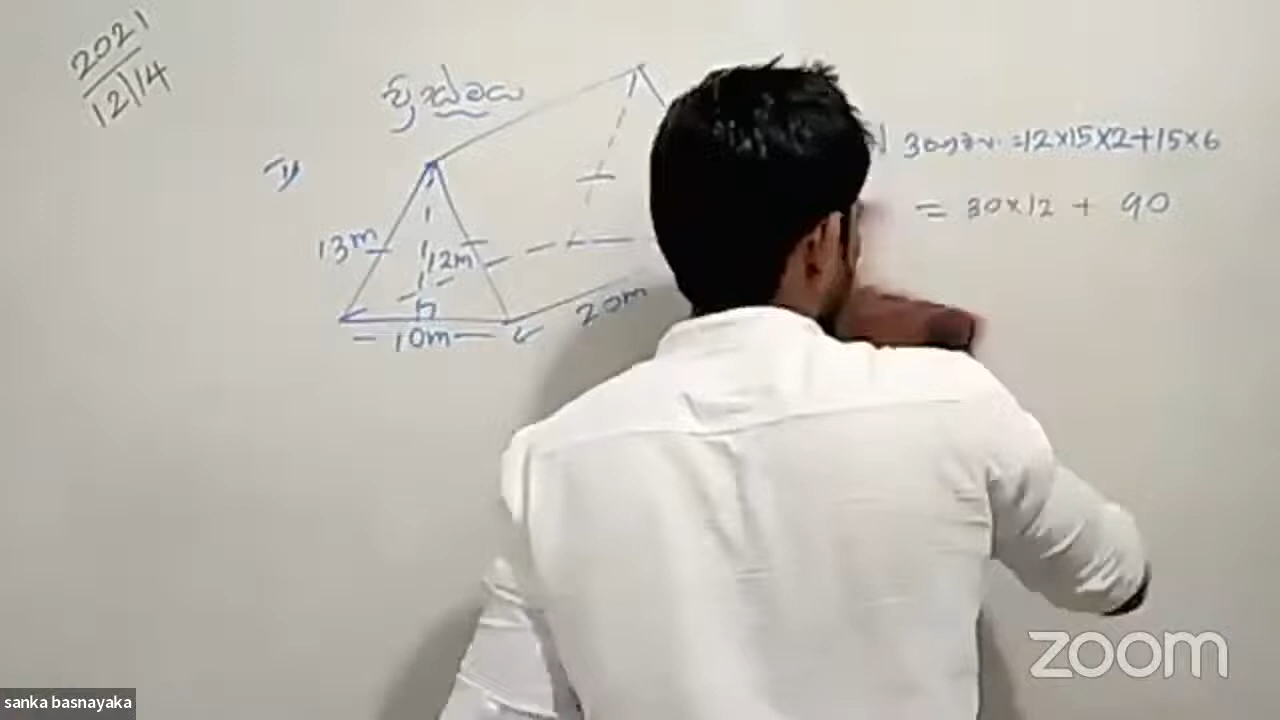 2021
12/14
ප්‍රිස්මය
I
13m
12m
10m
20m
=12×15×2+15×6
= 30×12 + 90
zoom
sanka basnayaka